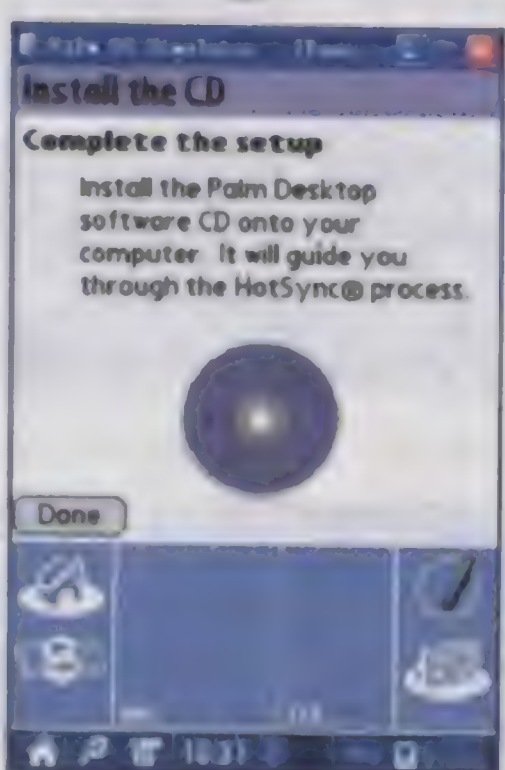 Install the CD
Complete the setup
Install the Palm Desktop
software CD onto your
computer. It will guide you
through the HotSync® process.
Done